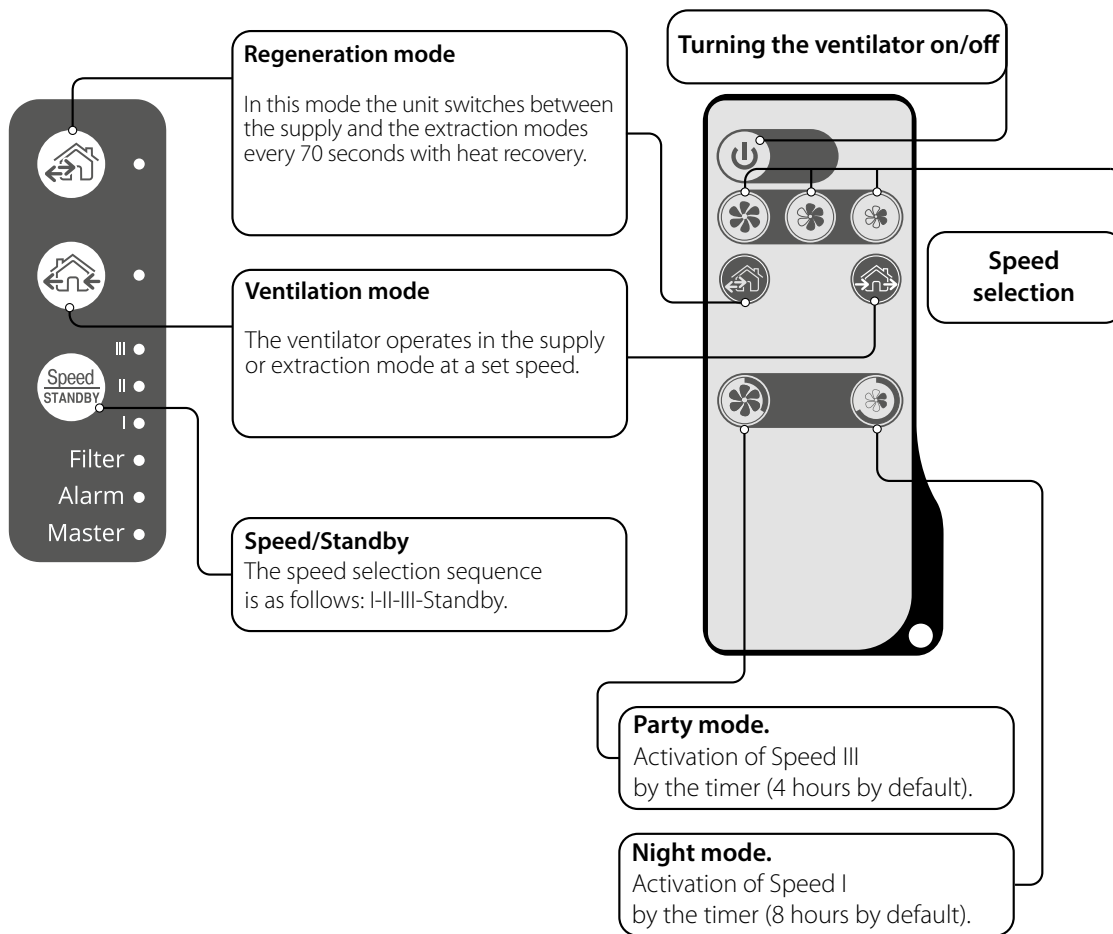 Regeneration mode
In this mode the unit switches between
the supply and the extraction modes
every 70 seconds with heat recovery.
Turning the ventilator on/off
Speed
selection
Ventilation mode
The ventilator operates in the supply
or extraction mode at a set speed.
III
Speed
STANDBY
II
I
Filter
Alarm
Master
Speed/Standby
The speed selection sequence
is as follows: I-II-III-Standby.
Party mode.
Activation of Speed III
by the timer (4 hours by default).
Night mode.
Activation of Speed I
by the timer (8 hours by default).